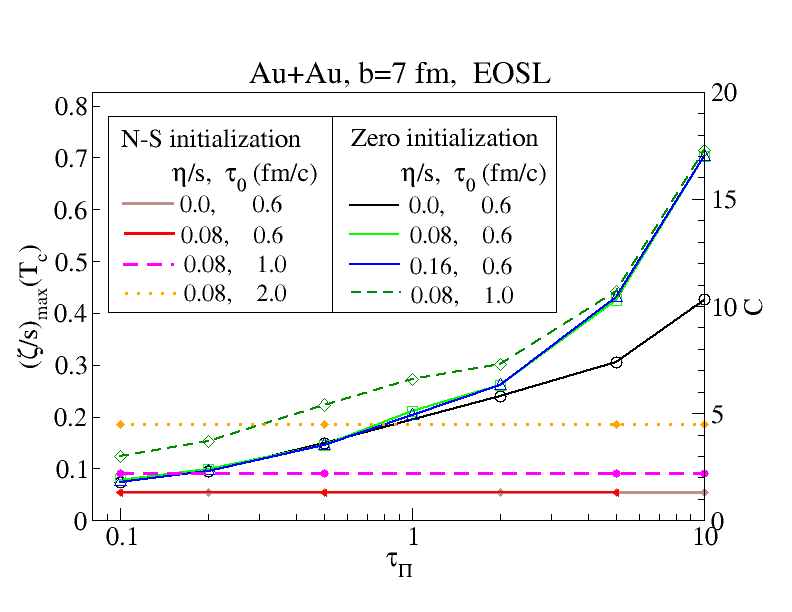 Au+Au, b=7 fm, EOSL
N-S initialization
η/s, τ0 (fm/c)
0.0, 0.6
0.08, 0.6
0.08, 1.0
0.08, 2.0
Zero initialization
η/s, τ0 (fm/c)
0.0, 0.6
0.08, 0.6
0.16, 0.6
0.08, 1.0
(ζ/s)max(Tc)
0.8
0.7
0.6
0.5
0.4
0.3
0.2
0.1
0
20
15
10
5
0
C
0.1 1 10
τΠ